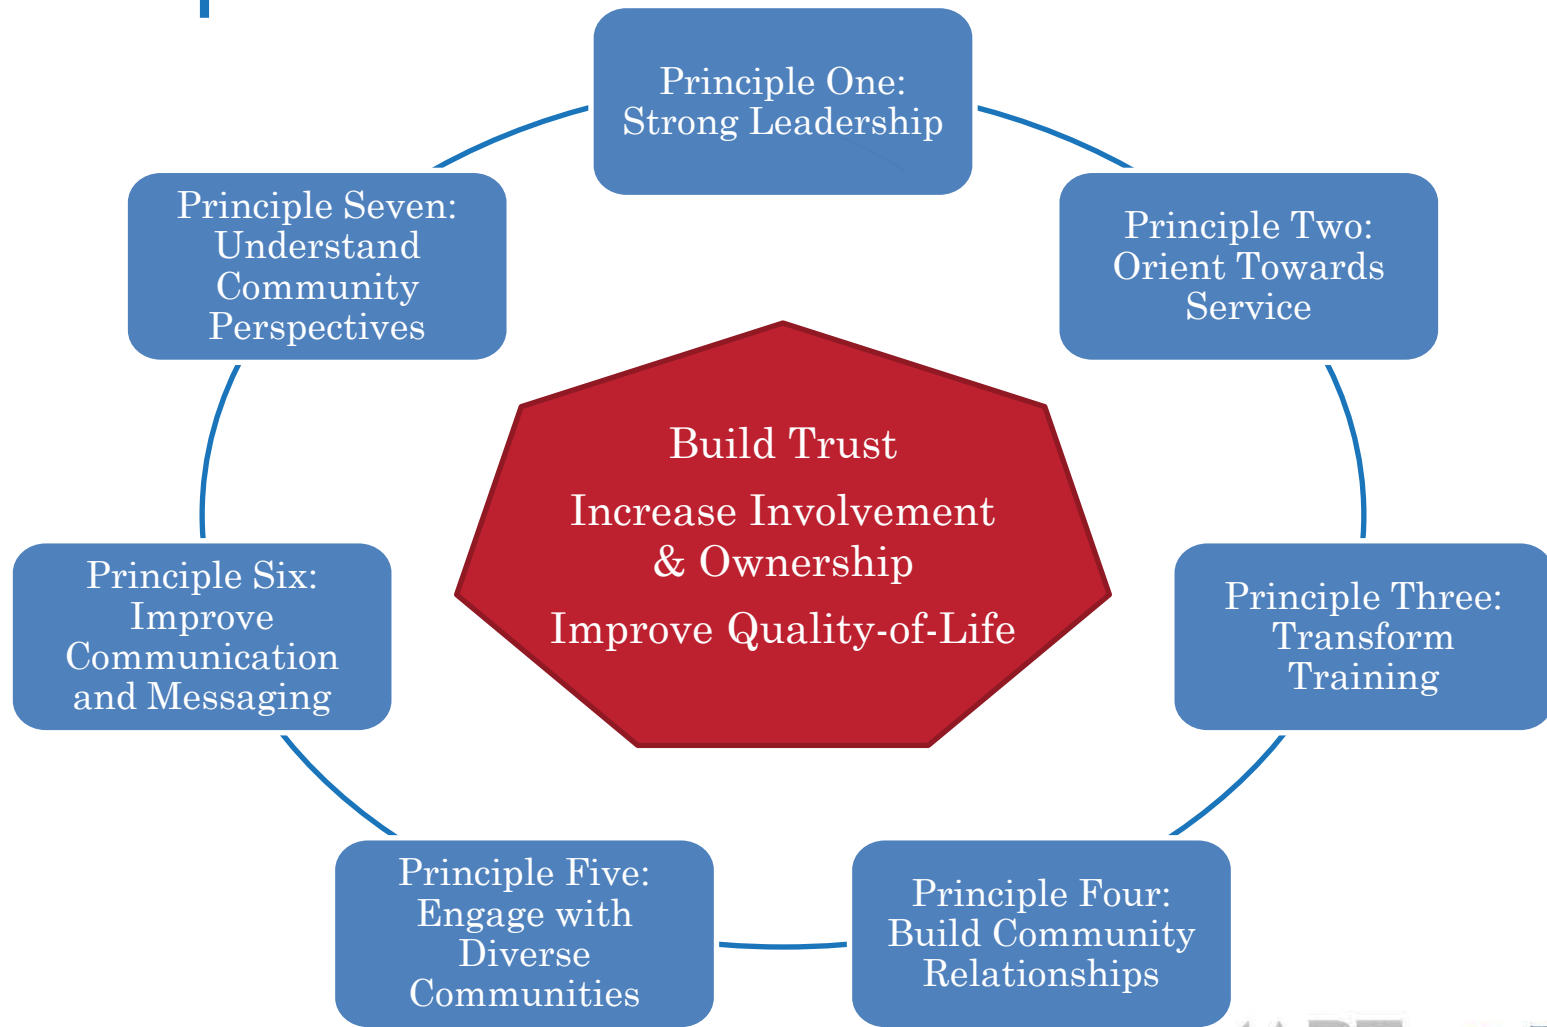 Principle One:
Strong Leadership
Principle Two:
Orient Towards
Service
Principle Three:
Transform
Training
Principle Four:
Build Community
Relationships
Principle Five:
Engage with
Diverse
Communities
Principle Six:
Improve
Communication
and Messaging
Principle Seven:
Understand
Community
Perspectives
Build Trust
Increase Involvement
& Ownership
Improve Quality-of-Life